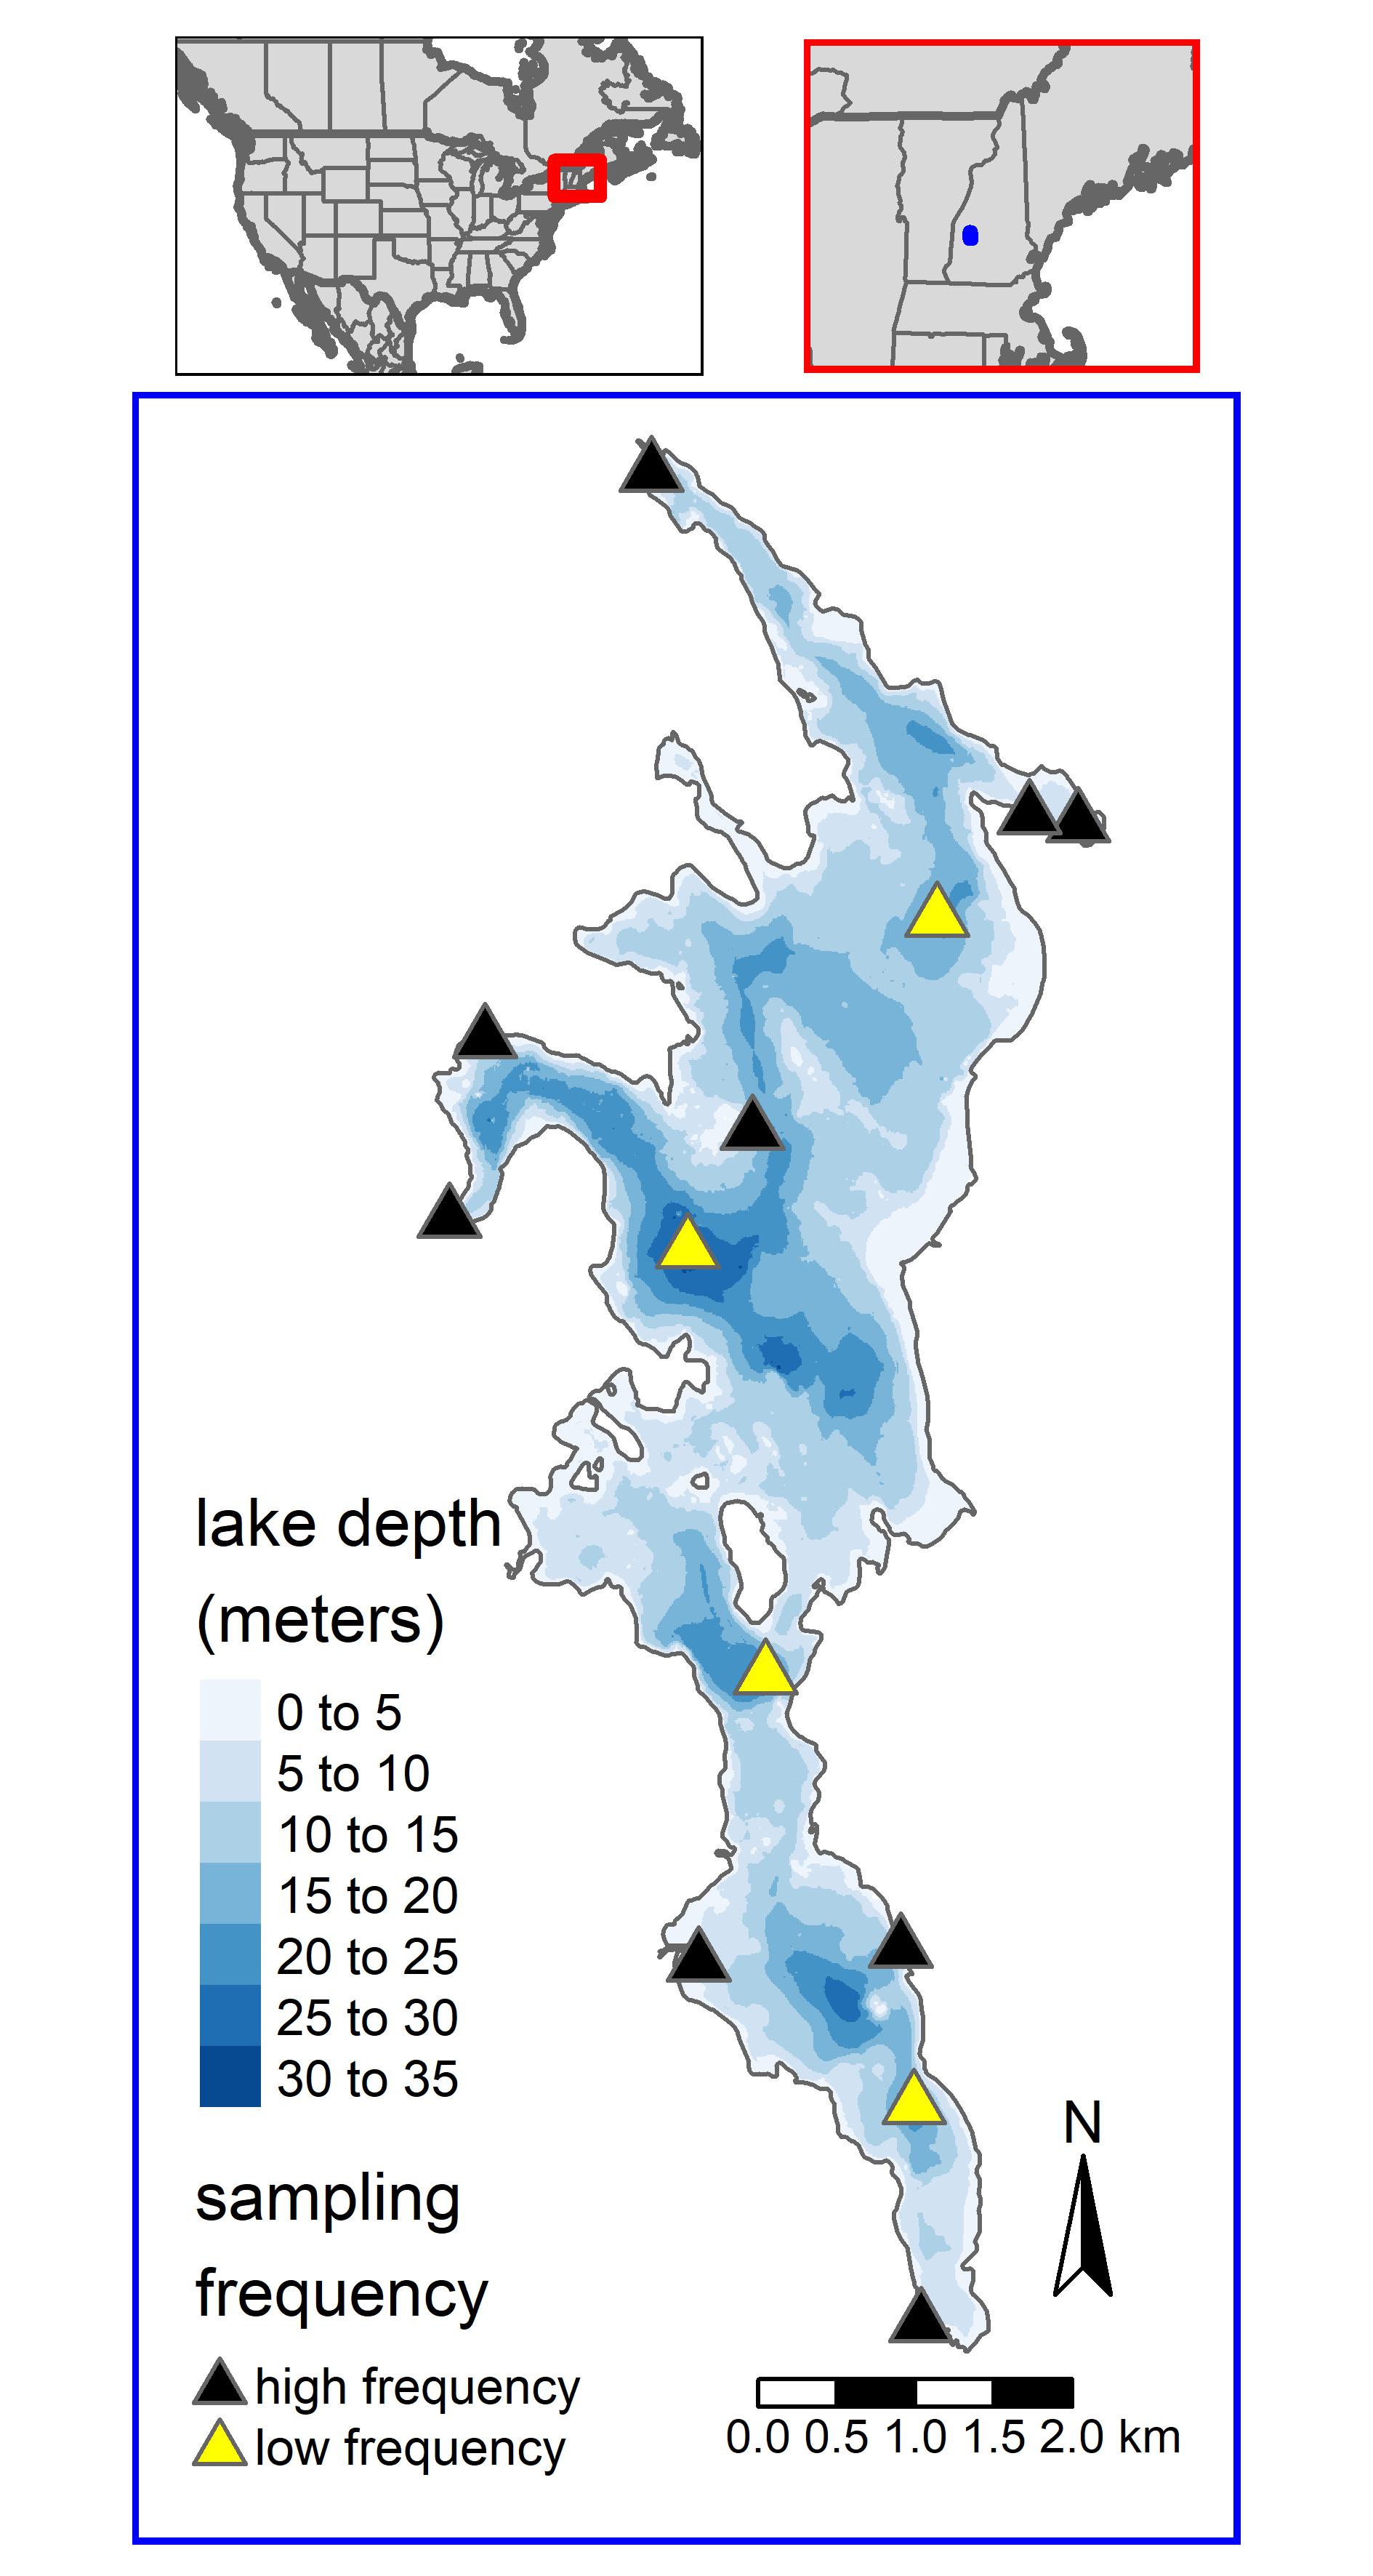 lake depth
(meters)
0 to 5
5 to 10
10 to 15
15 to 20
20 to 25
25 to 30
30 to 35
sampling
frequency
high frequency
low frequency
N
0.0 0.5 1.0 1.5 2.0 km